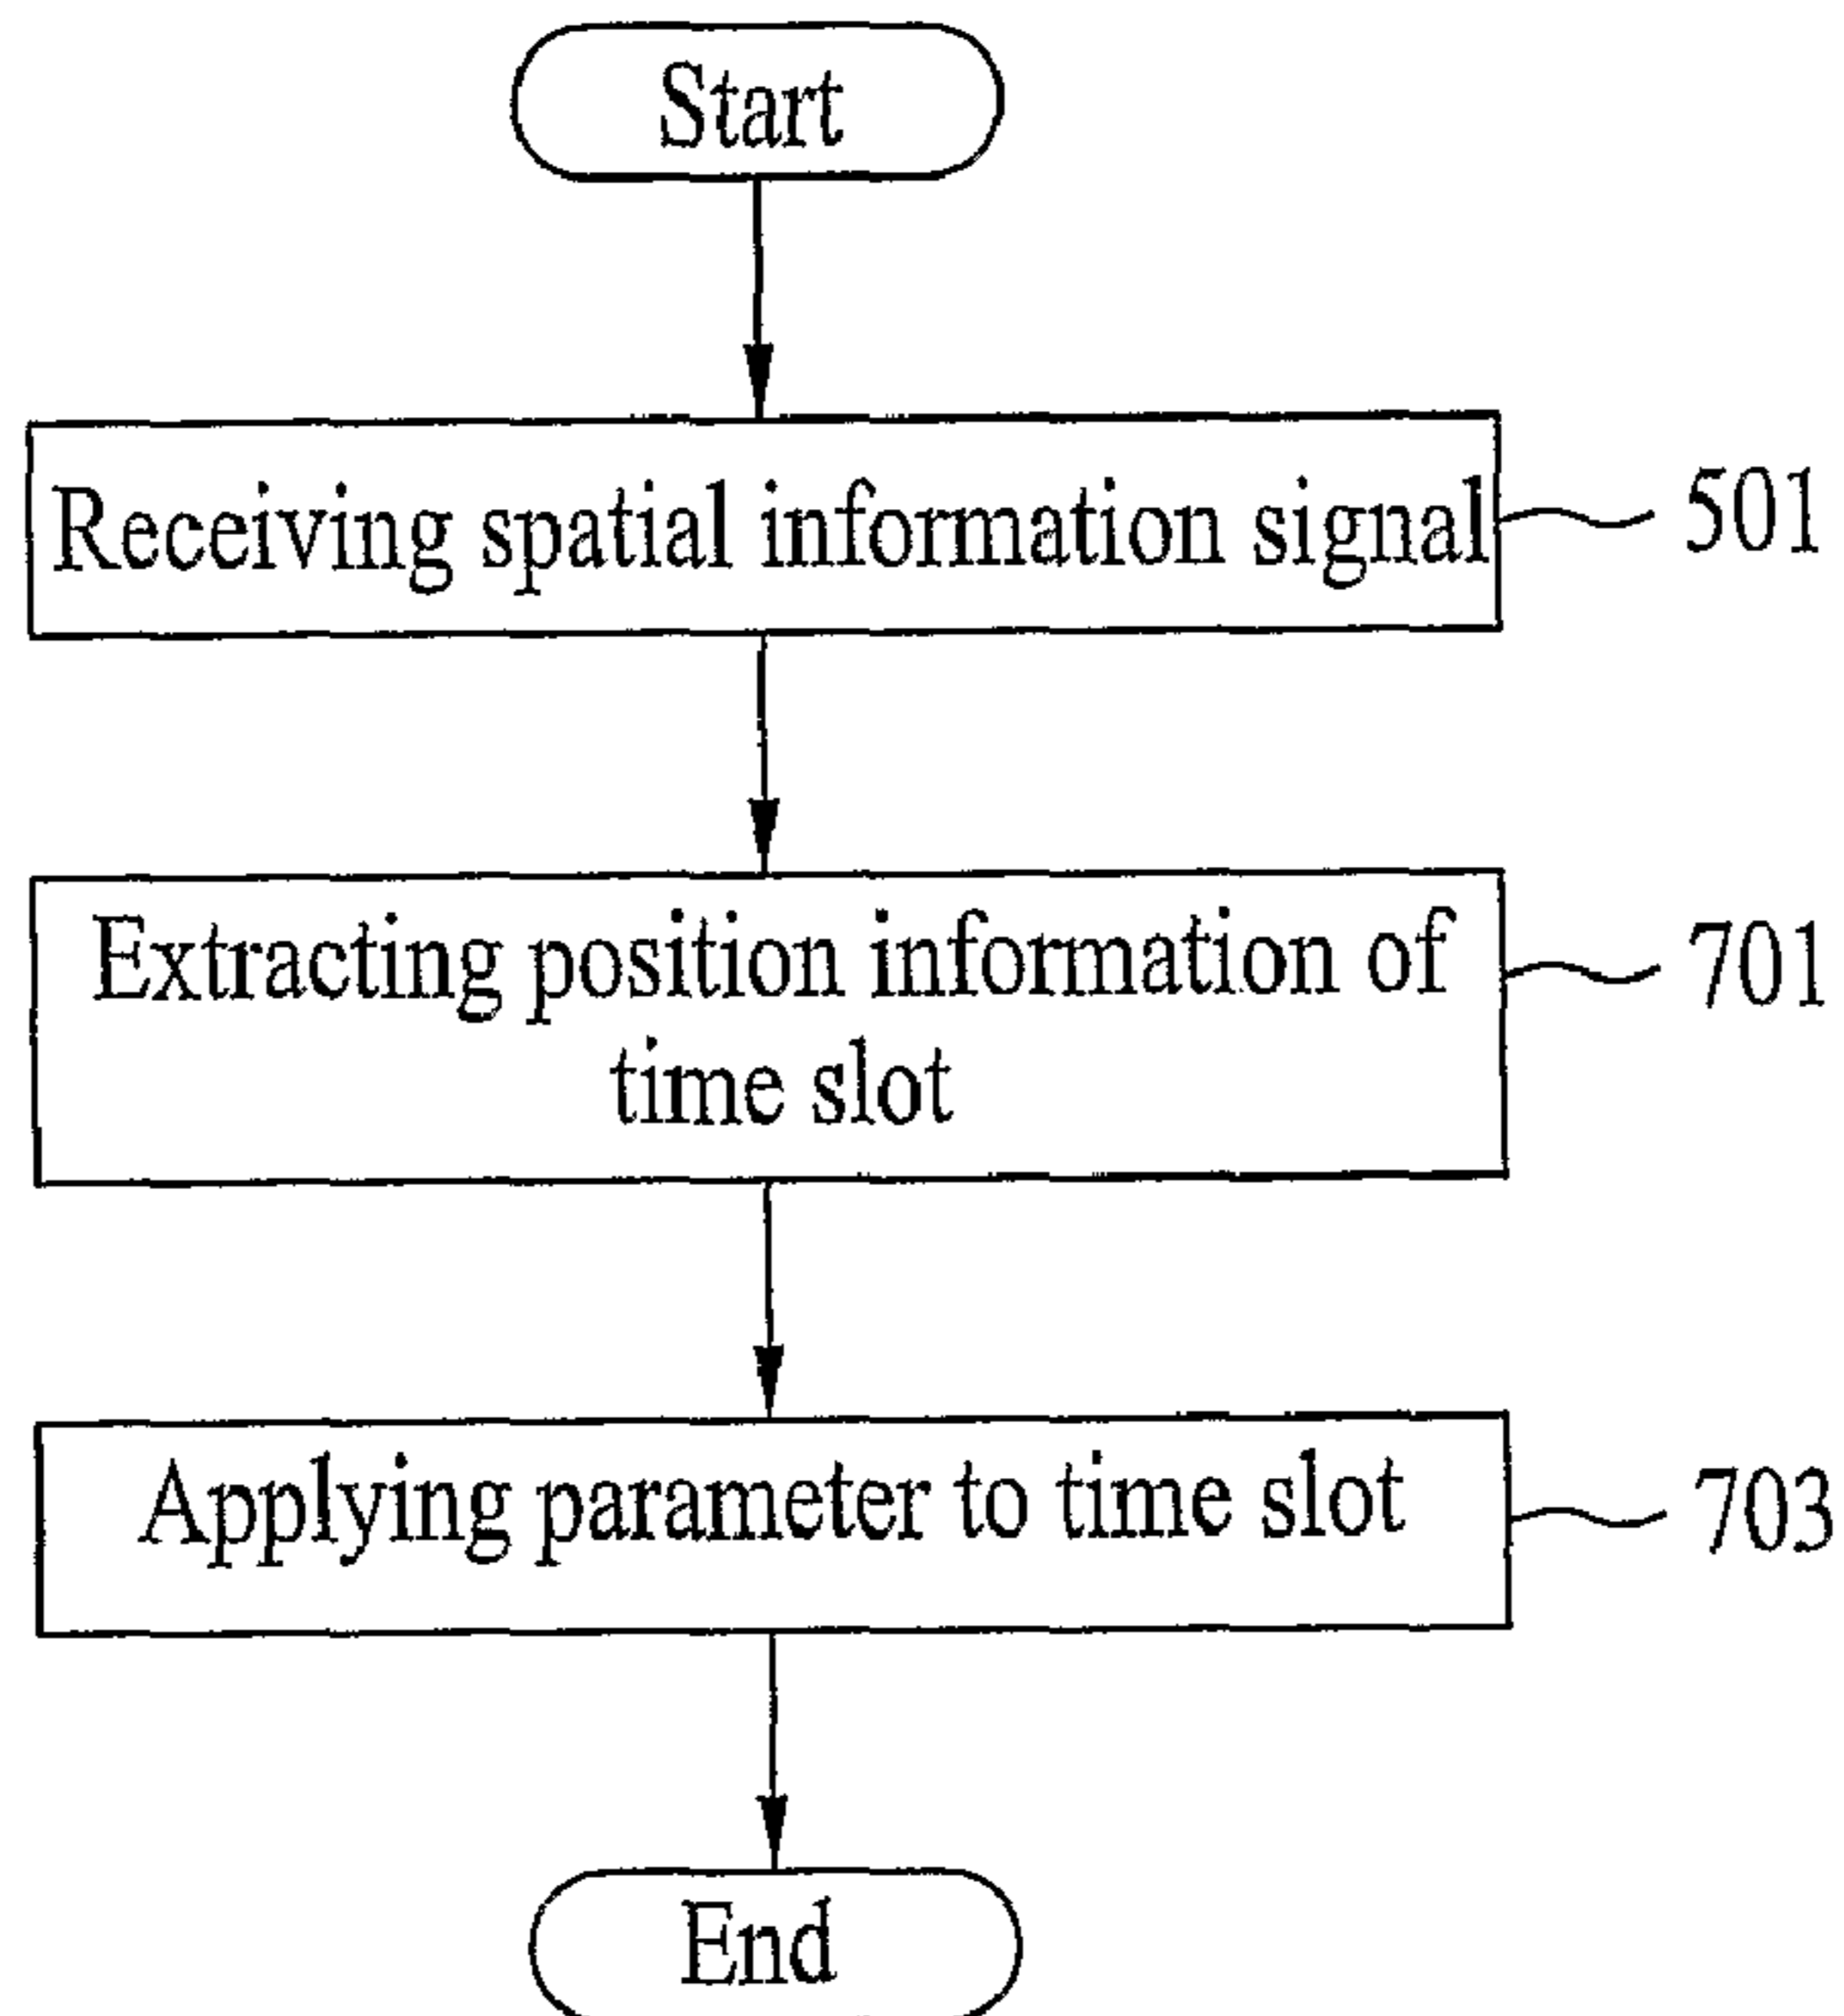 Start
Receiving spatial information signal
501
Extracting position information of
701
time slot
Applying parameter to time slot
703
End